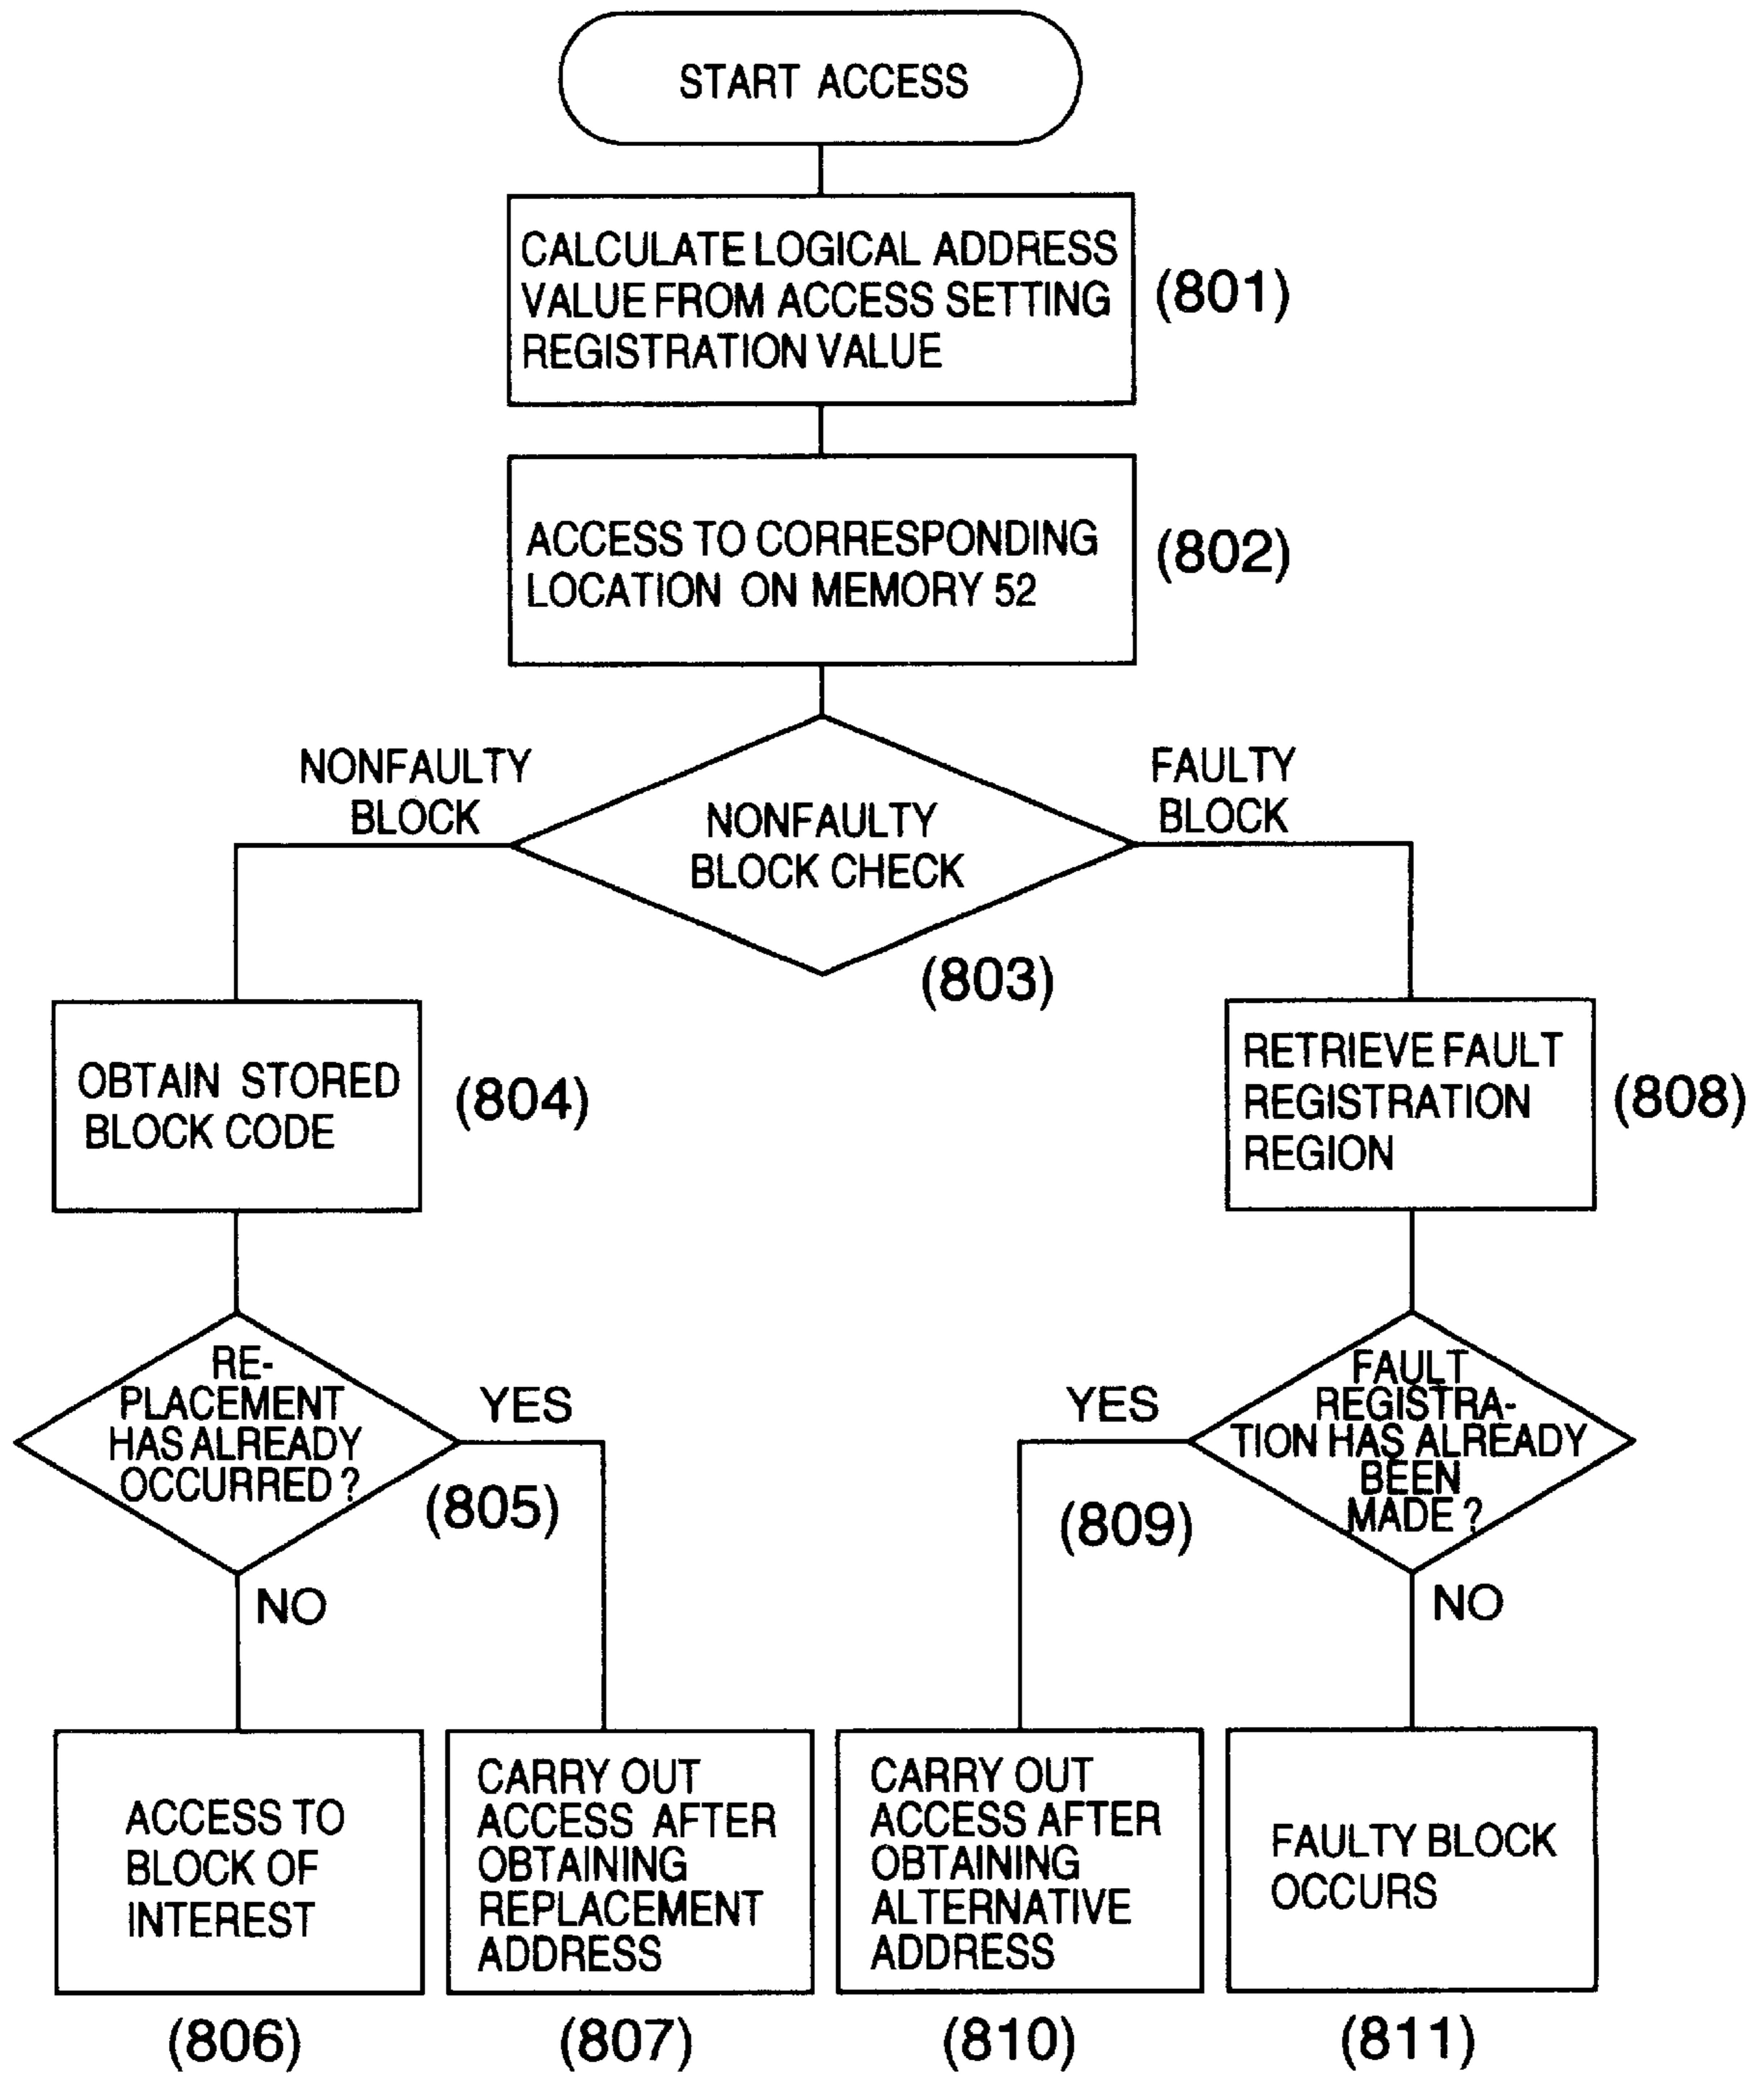 START ACCESS
CALCULATE LOGICAL ADDRESS
VALUE FROM ACCESS SETTING
REGISTRATION VALUE
(801)
ACCESS TO CORRESPONDING
LOCATION ON MEMORY 52
(802)
NONFAULTY
BLOCK
NONFAULTY
BLOCK CHECK
FAULTY
BLOCK
(803)
OBTAIN STORED
BLOCK CODE
(804)
RETRIEVE FAULT
REGISTRATION
REGION
(808)
RE-
PLACEMENT
HAS ALREADY
OCCURRED ?
YES
(805)
NO
YES
(809)
FAULT
REGISTRA-
TION HAS ALREADY
BEEN
MADE ?
NO
ACCESS TO
BLOCK OF
INTEREST
(806)
CARRY OUT
ACCESS AFTER
OBTAINING
REPLACEMENT
ADDRESS
(807)
CARRY OUT
ACCESS AFTER
OBTAINING
ALTERNATIVE
ADDRESS
(810)
FAULTY BLOCK
OCCURS
(811)